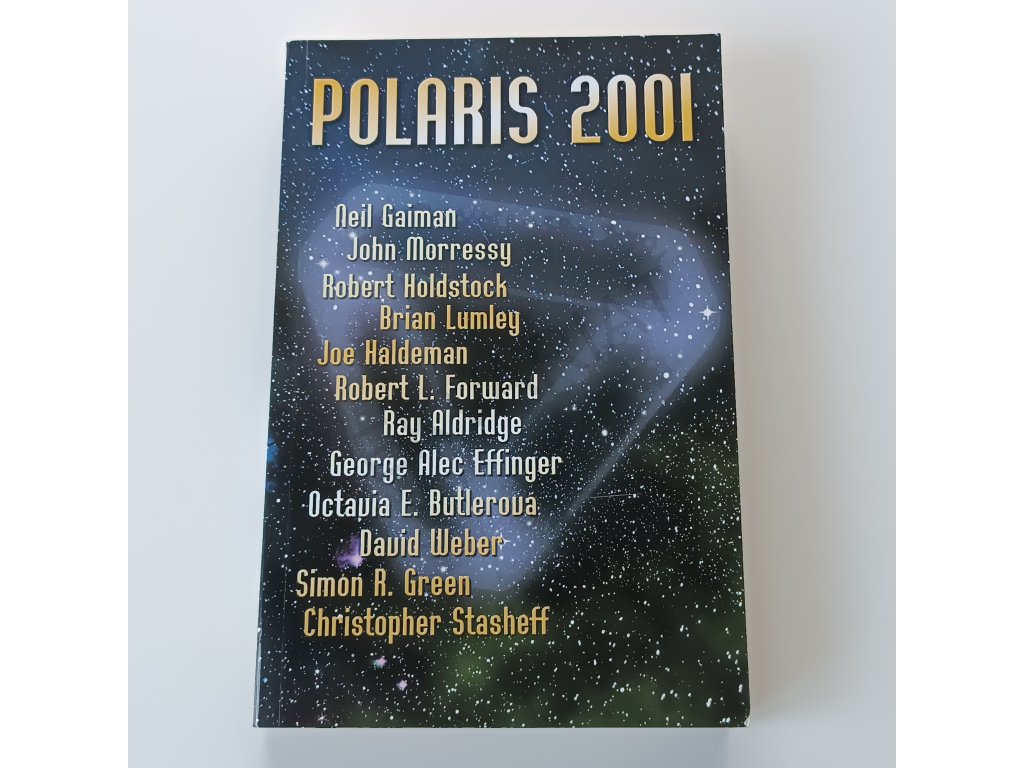 POLARIS 2001
Neil Gaiman
John Morressy
Robert Holdstock
Brian Lumley
Joe Haldeman
Robert L. Forward
Ray Aldridge
George Alec Effinger
Octavia E. Butlerová
David Weber
Simon R. Green
Christopher Stasheff